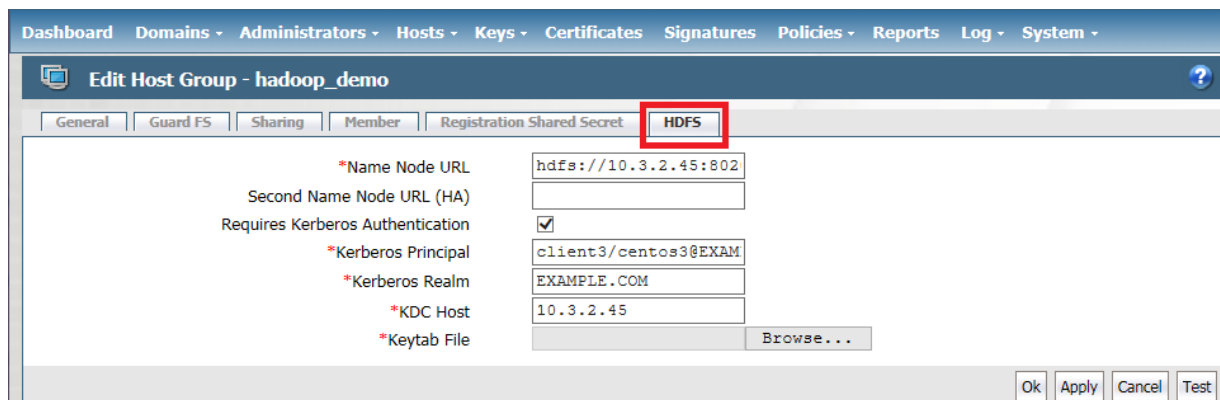 Dashboard Domains Administrators Hosts Keys Certificates Signatures Policies Reports Log System
Edit Host Group - hadoop_demo ?
General Guard FS Sharing Member Registration Shared Secret HDFS
*Name Node URL hdfs://10.3.2.45:802
Second Name Node URL (HA)
Requires Kerberos Authentication
*Kerberos Principal client3/centos3@EXAM
*Kerberos Realm EXAMPLE.COM
*KDC Host 10.3.2.45
*Keytab File Browse...
Ok Apply Cancel Test